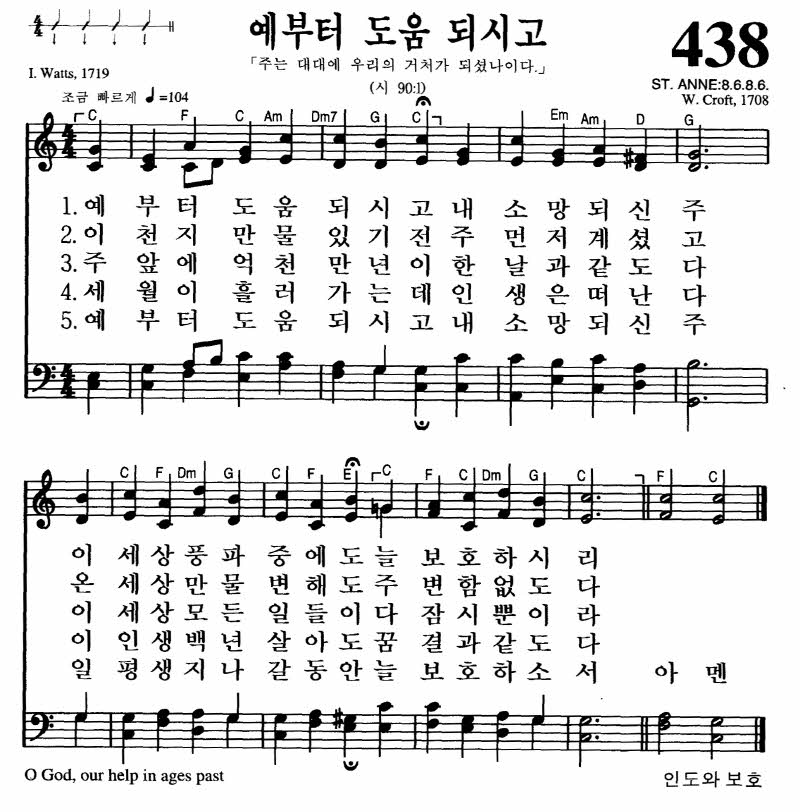 4/4
예부터 도움 되시고
438
「주는 대대에 우리의 거처가 되셨나이다.」
(시 90:1)
I. Watts, 1719
ST. ANNE:8.6.8.6.
W. Croft, 1708
조금 빠르게 ♩=104
C F C Am Dm7 G C Em Am D G
1. 예 부 터 도 움 되 시 고 내 소 망 되 신 주
2. 이 천 지 만 물 있 기 전 주 먼 저 계 셨 고
3. 주 앞 에 억 천 만 년 이 한 날 과 같 도 다
4. 세 월 이 흘 러 가 는 데 인 생 은 떠 난 다
5. 예 부 터 도 움 되 시 고 내 소 망 되 신 주
C F Dm G C F E C F C Dm G C F C
이 세 상 풍 파 중 에 도 늘 보 호 하 시 리
온 세 상 만 물 변 해 도 주 변 함 없 도 다
이 세 상 모 든 일 들 이 다 잠 시 뿐 이 라
이 인 생 백 년 살 아 도 꿈 결 과 같 도 다
일 평 생 지 나 갈 동 안 늘 보 호 하 소 서 아 멘
O God, our help in ages past
인도와 보호